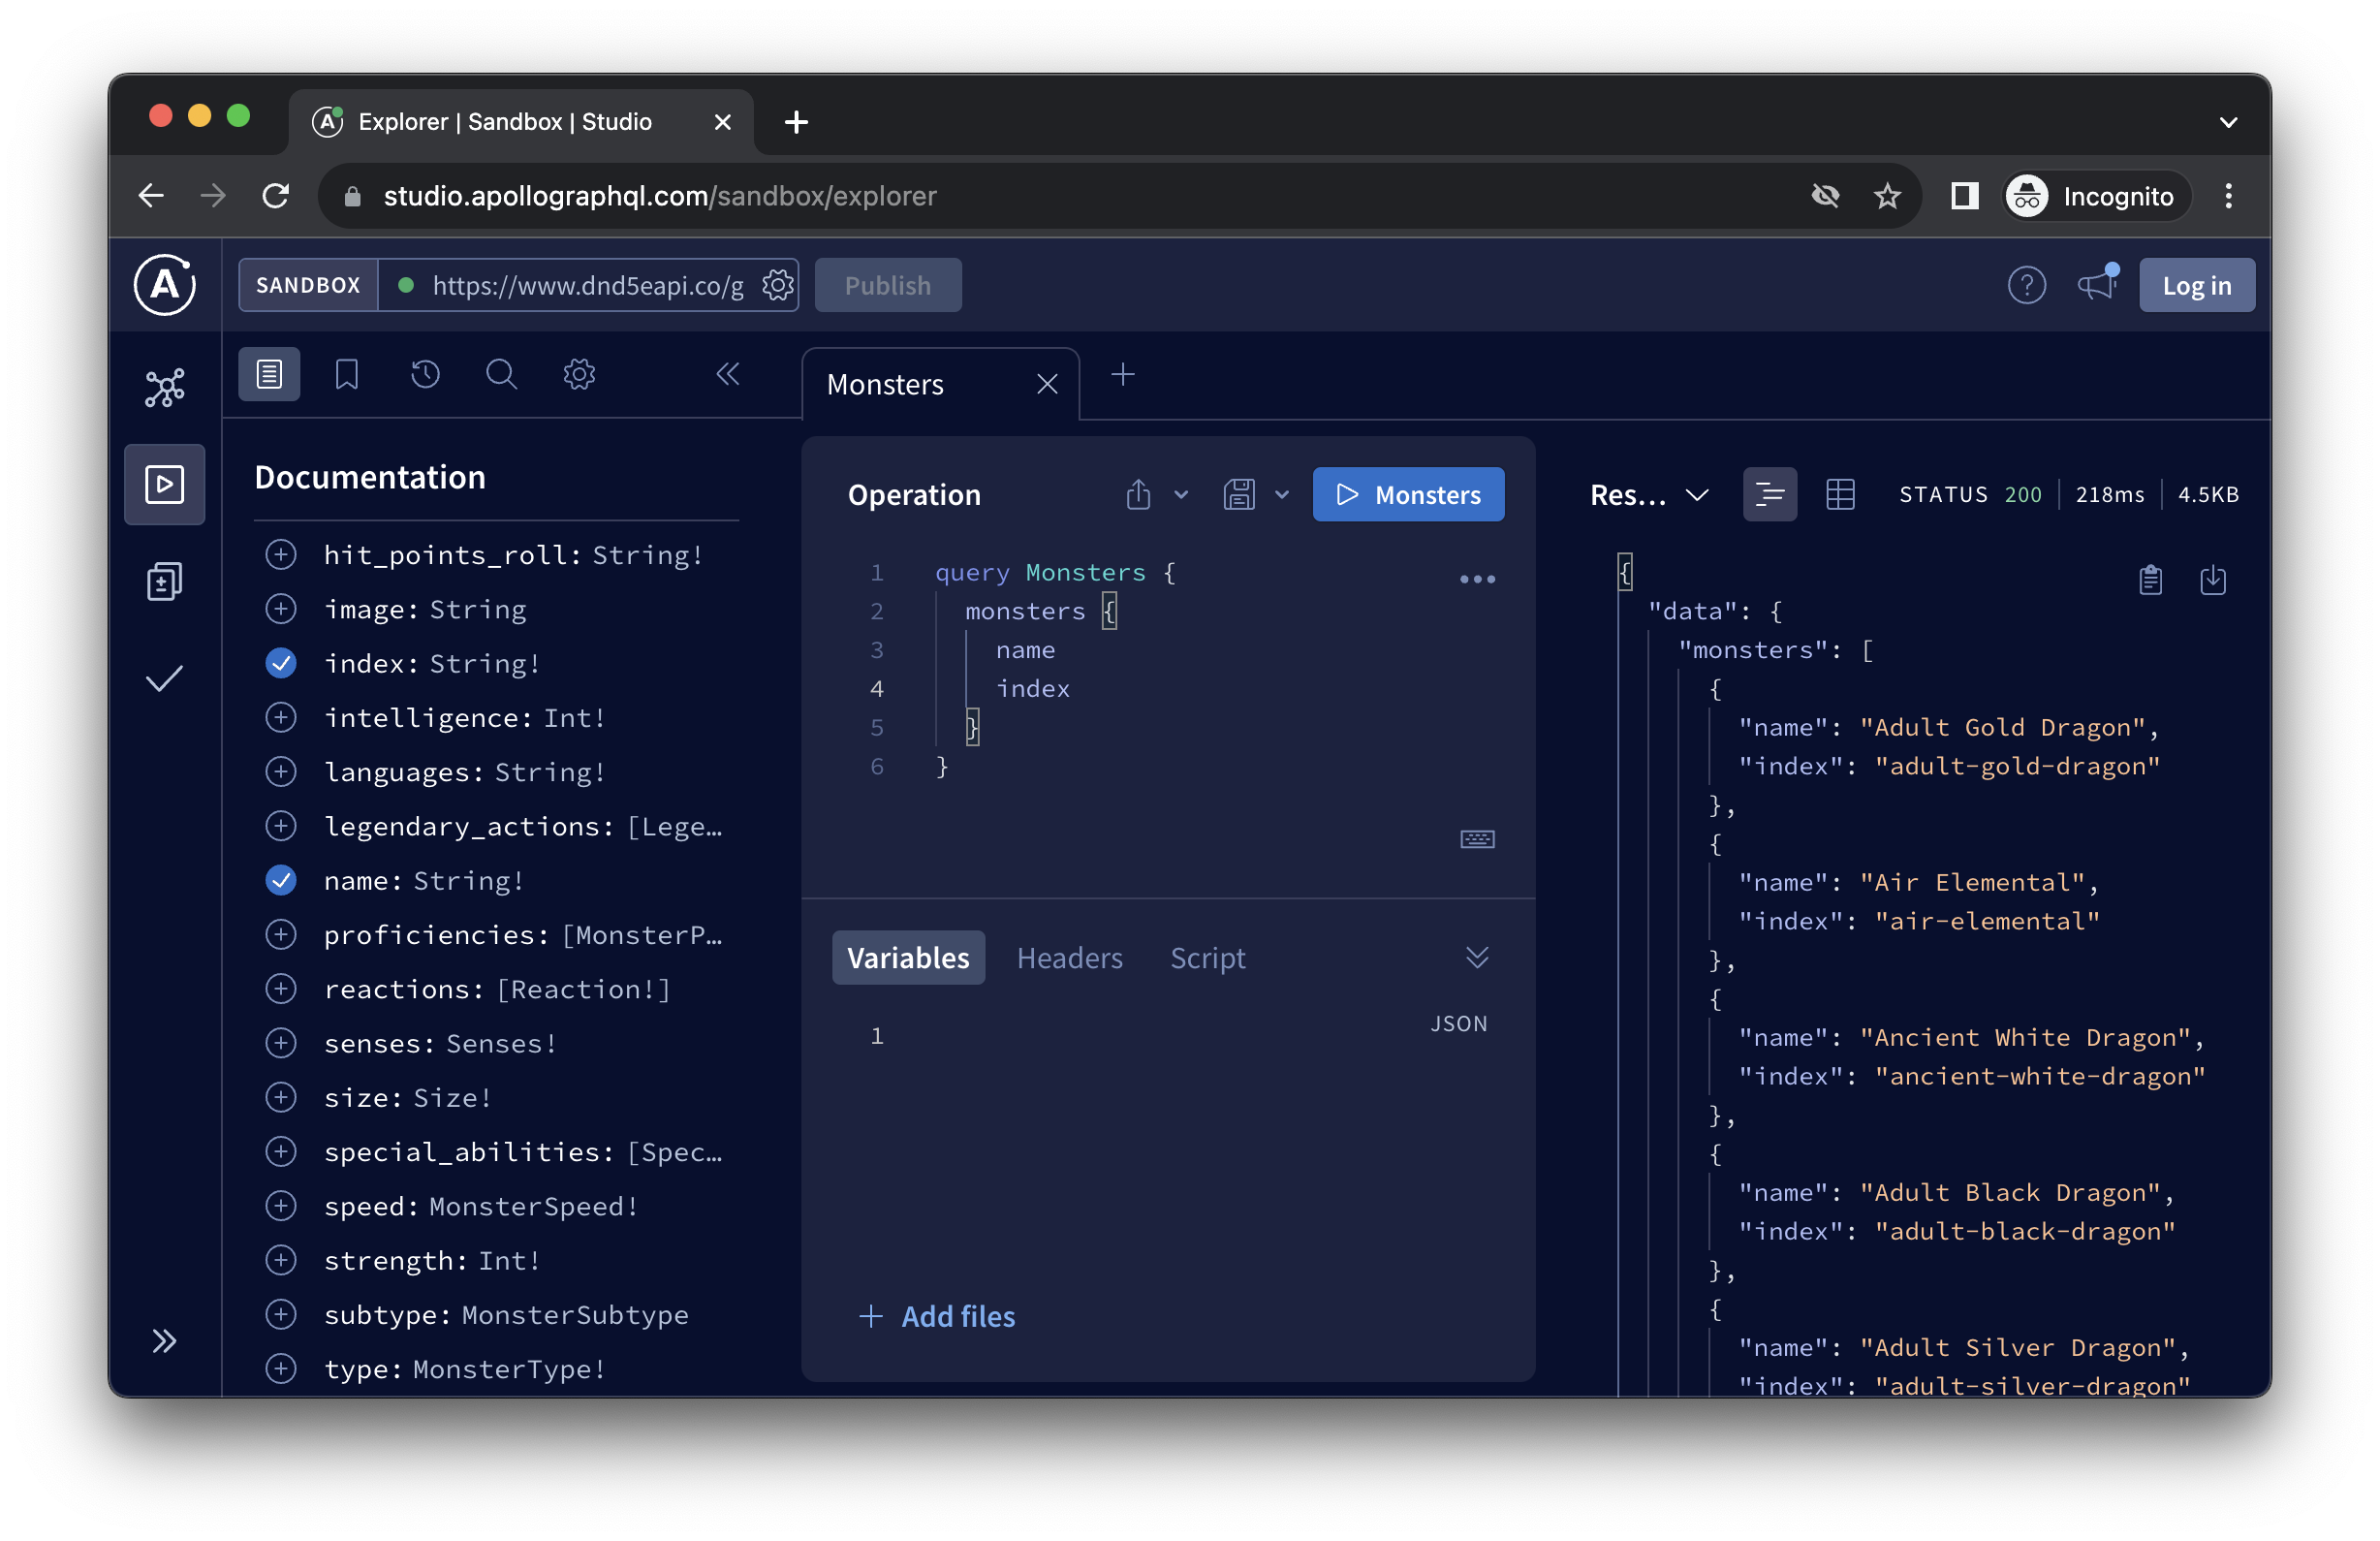 Explorer | Sandbox | Studio
studio.apollographql.com/sandbox/explorer
Incognito
SANDBOX
https://www.dnd5eapi.co/g
Publish
Log in
Monsters
Documentation
hit_points_roll: String!
image: String
index: String!
intelligence: Int!
languages: String!
legendary_actions: [Lege…
name: String!
proficiencies: [MonsterP…
reactions: [Reaction!]
senses: Senses!
size: Size!
special_abilities: [Spec…
speed: MonsterSpeed!
strength: Int!
subtype: MonsterSubtype
type: MonsterType!
Operation
Monsters
1 query Monsters {
2 monsters {
3 name
4 index
5 }
6 }
Variables Headers Script
1
JSON
Add files
Res… STATUS 200 218ms 4.5KB
{
"data": {
"monsters": [
{
"name": "Adult Gold Dragon",
"index": "adult-gold-dragon"
},
{
"name": "Air Elemental",
"index": "air-elemental"
},
{
"name": "Ancient White Dragon",
"index": "ancient-white-dragon"
},
{
"name": "Adult Black Dragon",
"index": "adult-black-dragon"
},
{
"name": "Adult Silver Dragon",
"index": "adult-silver-dragon"